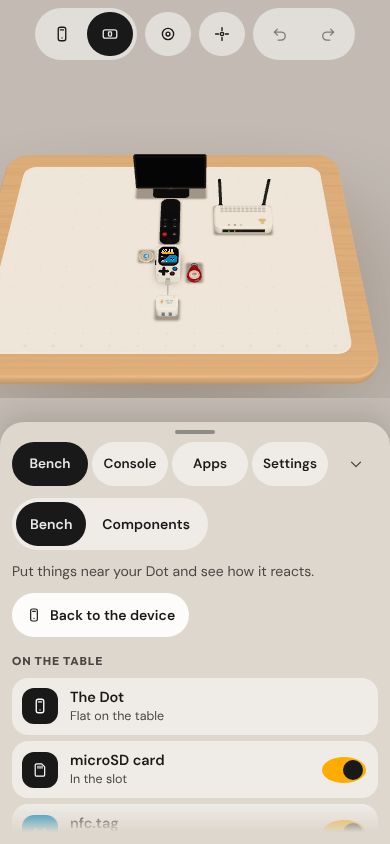 Bench
Console
Apps
Settings
Bench
Components
Put things near your Dot and see how it reacts.
Back to the device
ON THE TABLE
The Dot
Flat on the table
microSD card
In the slot
nfc.tag